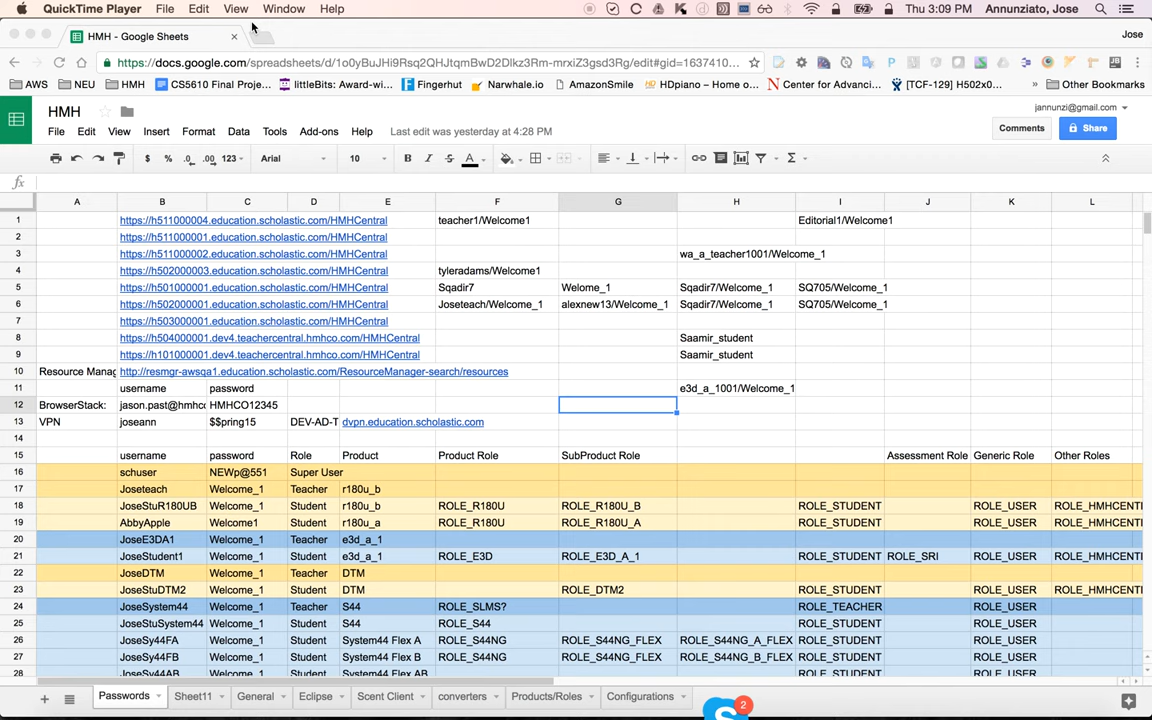 QuickTime Player File Edit View Window Help Thu 3:09 PM Annunziato, Jose
HMH - Google Sheets × Jose
https://docs.google.com/spreadsheets/d/1o0yBuJHi9Rsq2QHJtqmBwD2Dlkz3Rm-mrxiZ3gsd3Rg/edit#gid=1637410...
AWS NEU HMH CS5610 Final Proje... littleBits: Award-wi... Fingerhut Narwhale.io AmazonSmile HDpiano – Home o... Center for Advanci... [TCF-129] H502x0... Other Bookmarks
HMH jannunzi@gmail.com
File Edit View Insert Format Data Tools Add-ons Help Last edit was yesterday at 4:28 PM Comments Share
$ % .0 .00 123 Arial 10 B I S A
fx
A B C D E F G H I J K L
1 https://h511000004.education.scholastic.com/HMHCentral teacher1/Welcome1 Editorial1/Welcome1
2 https://h511000001.education.scholastic.com/HMHCentral
3 https://h511000002.education.scholastic.com/HMHCentral wa_a_teacher1001/Welcome_1
4 https://h502000003.education.scholastic.com/HMHCentral tyleradams/Welcome1
5 https://h501000001.education.scholastic.com/HMHCentral Sqadir7 Welome_1 Sqadir7/Welcome_1 SQ705/Welcome_1
6 https://h502000001.education.scholastic.com/HMHCentral Joseteach/Welcome_1 alexnew13/Welcome_1 Sqadir7/Welcome_1 SQ705/Welcome_1
7 https://h503000001.education.scholastic.com/HMHCentral
8 https://h504000001.dev4.teachercentral.hmhco.com/HMHCentral Saamir_student
9 https://h101000001.dev4.teachercentral.hmhco.com/HMHCentral Saamir_student
10 Resource Manag http://resmgr-awsqa1.education.scholastic.com/ResourceManager-search/resources
11 username password e3d_a_1001/Welcome_1
12 BrowserStack: jason.past@hmhco HMHCO12345
13 VPN joseann $$pring15 DEV-AD-T dvpn.education.scholastic.com
14
15 username password Role Product Product Role SubProduct Role Assessment Role Generic Role Other Roles
16 schuser NEWp@551 Super User
17 Joseteach Welcome_1 Teacher r180u_b
18 JoseStuR180UB Welcome_1 Student r180u_b ROLE_R180U ROLE_R180U_B ROLE_STUDENT ROLE_USER ROLE_HMHCENTI
19 AbbyApple Welcome1 Student r180u_a ROLE_R180U ROLE_R180U_A ROLE_STUDENT ROLE_USER ROLE_HMHCENTI
20 JoseE3DA1 Welcome_1 Teacher e3d_a_1
21 JoseStudent1 Welcome_1 Student e3d_a_1 ROLE_E3D ROLE_E3D_A_1 ROLE_STUDENT ROLE_SRI ROLE_USER ROLE_HMHCENTI
22 JoseDTM Welcome_1 Teacher DTM
23 JoseStuDTM2 Welcome_1 Student DTM ROLE_DTM2 ROLE_STUDENT ROLE_USER ROLE_HMHCENTI
24 JoseSystem44 Welcome_1 Teacher S44 ROLE_SLMS? ROLE_TEACHER ROLE_USER
25 JoseStuSystem44 Welcome_1 Student S44 ROLE_S44 ROLE_STUDENT ROLE_USER
26 JoseSy44FA Welcome_1 Student System44 Flex A ROLE_S44NG ROLE_S44NG_FLEX ROLE_S44NG_A_FLEX ROLE_STUDENT ROLE_USER
27 JoseSy44FB Welcome_1 Student System44 Flex B ROLE_S44NG ROLE_S44NG_FLEX ROLE_S44NG_B_FLEX ROLE_STUDENT ROLE_USER
28 JoseSy44AB Welcome_1 Student System44 Flex ROLE_S44NG ROLE_S44NG_FLEX ROLE_STUDENT ROLE_USER
Passwords Sheet11 General Eclipse Scent Client converters Products/Roles Configurations 2